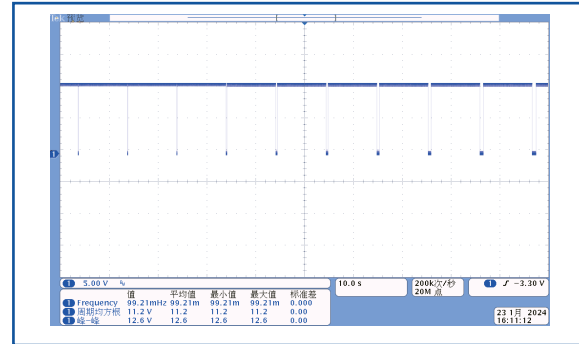 预览
1
1 5.00 V
10.0 s
200k次/秒
20M 点
1 -3.30 V
值 平均值 最小值 最大值 标准差
1 Frequency 99.21mHz 99.21m 99.21m 99.21m 0.000
1 周期均方根 11.2 V 11.2 11.2 11.2 0.00
1 峰-峰 12.6 V 12.6 12.6 12.6 0.00
23 1月 2024
16:11:12